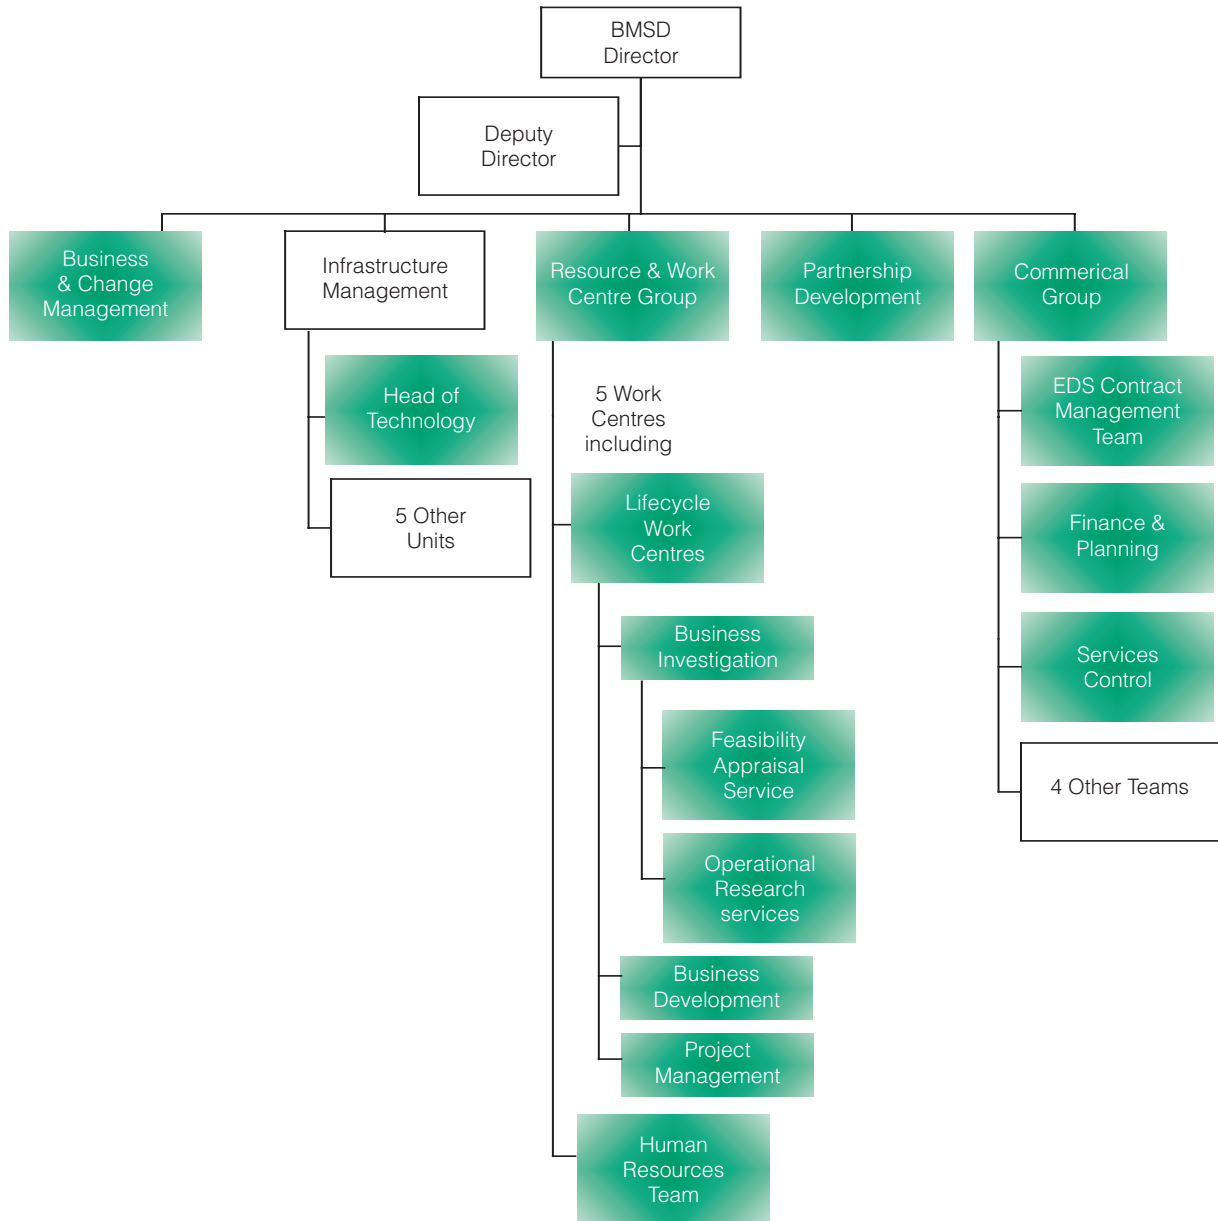 BMSD
Director
Deputy
Director
Business
& Change
Management
Infrastructure
Management
Resource & Work
Centre Group
Partnership
Development
Commerical
Group
Head of
Technology
5 Other
Units
5 Work
Centres
including
Lifecycle
Work
Centres
Business
Investigation
Feasibility
Appraisal
Service
Operational
Research
services
Business
Development
Project
Management
Human
Resources
Team
EDS Contract
Management
Team
Finance &
Planning
Services
Control
4 Other Teams